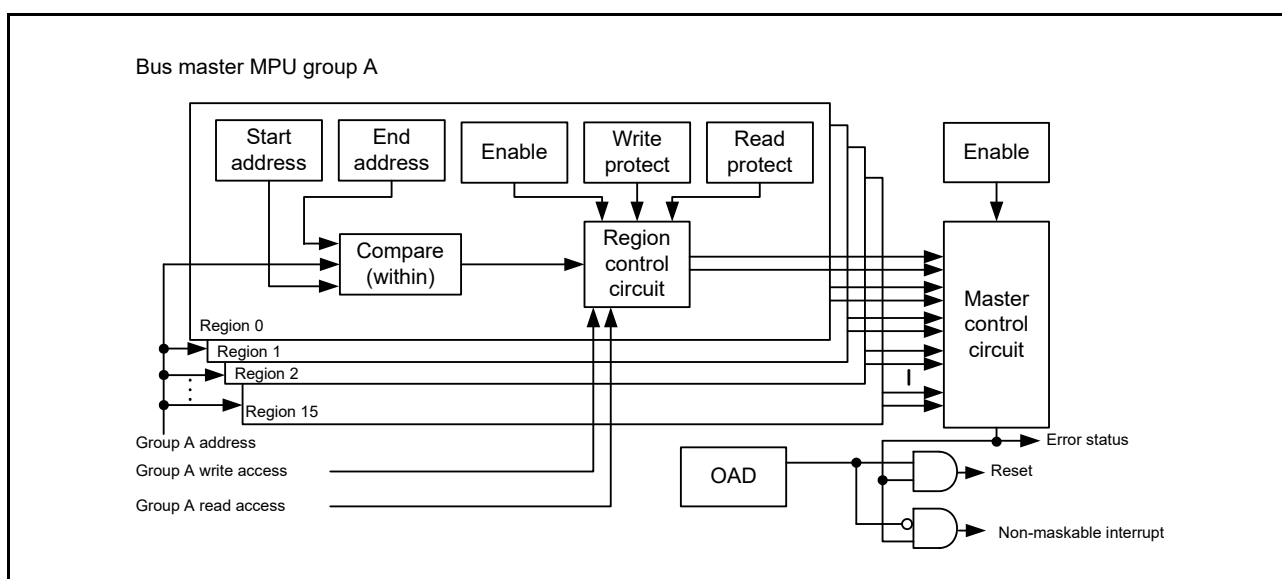 Bus master MPU group A
Start
address
End
address
Enable
Write
protect
Read
protect
Enable
Compare
(within)
Region
control
circuit
Master
control
circuit
Region 0
Region 1
Region 2
Region 15
Group A address
Group A write access
Group A read access
OAD
Error status
Reset
Non-maskable interrupt